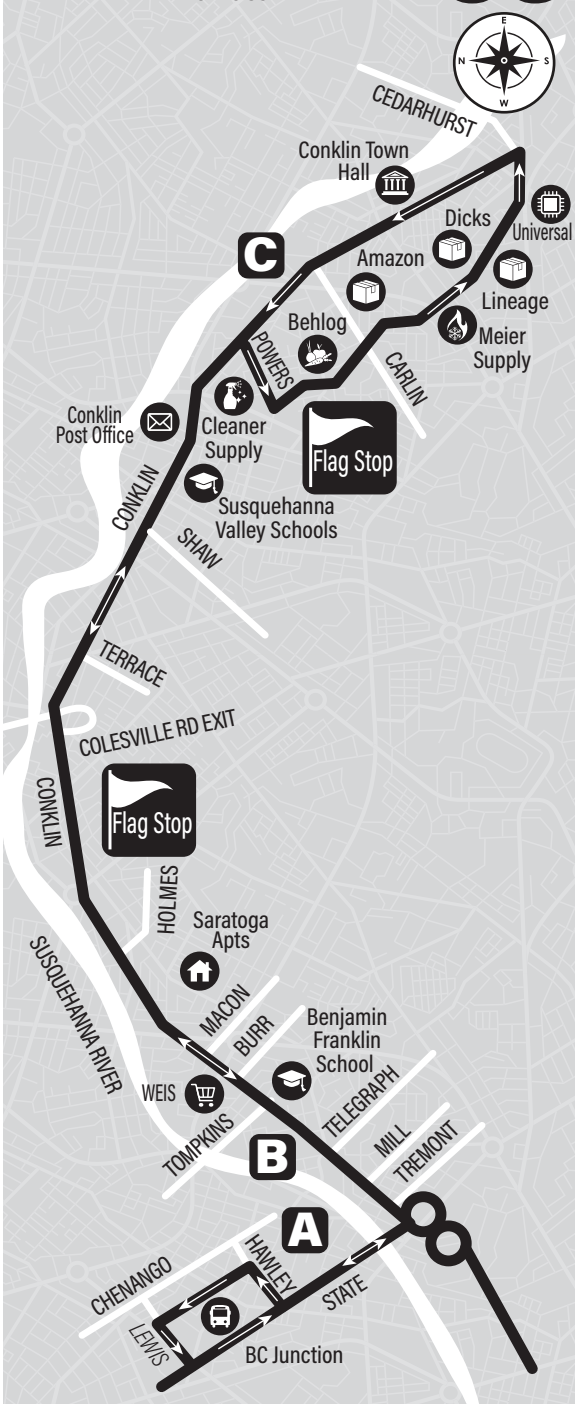 E
N
S
W
CEDARHURST
Conklin Town
Hall
Dicks
Universal
C
Amazon
Lineage
Behlog
Meier
Supply
POWERS
CARLIN
Conklin
Post Office
Cleaner
Supply
Flag Stop
CONKLIN
Susquehanna
Valley Schools
SHAW
TERRACE
COLESVILLE RD EXIT
CONKLIN
Flag Stop
HOLMES
Saratoga
Apts
SUSQUEHANNA RIVER
MACON
BURR
Benjamin
Franklin
School
WEIS
TELEGRAPH
TOMPKINS
MILL
B
TREMONT
A
HAWLEY
CHENANGO
STATE
LEWIS
BC Junction